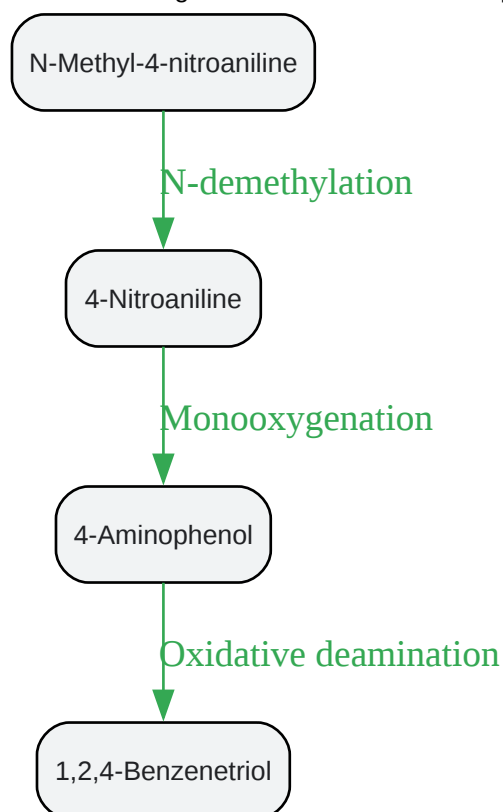 N-Methyl-4-nitroaniline
N-demethylation
4-Nitroaniline
Monooxygenation
4-Aminophenol
Oxidative deamination
1,2,4-Benzenetriol